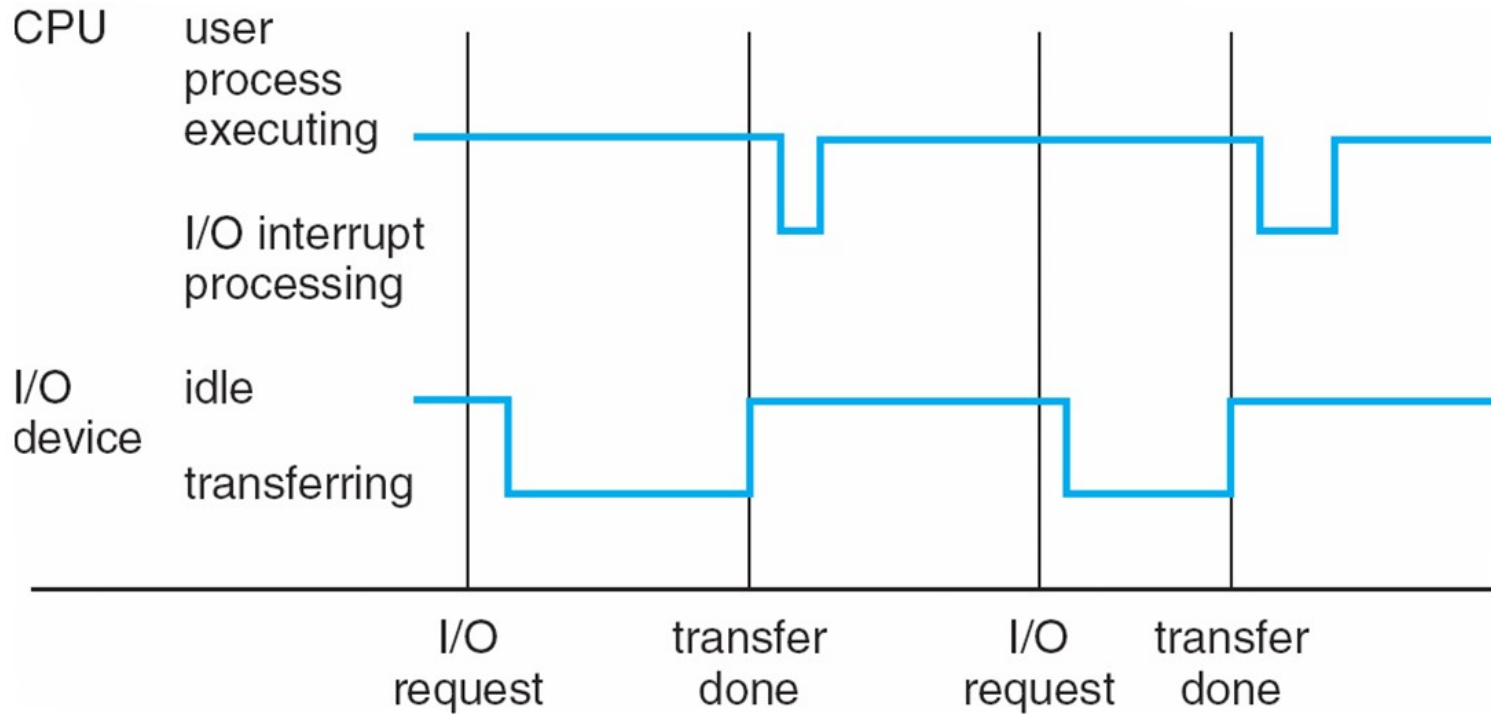 CPU
user
process
executing
I/O interrupt
processing
I/O
device
idle
transferring
I/O
request
transfer
done
I/O
request
transfer
done